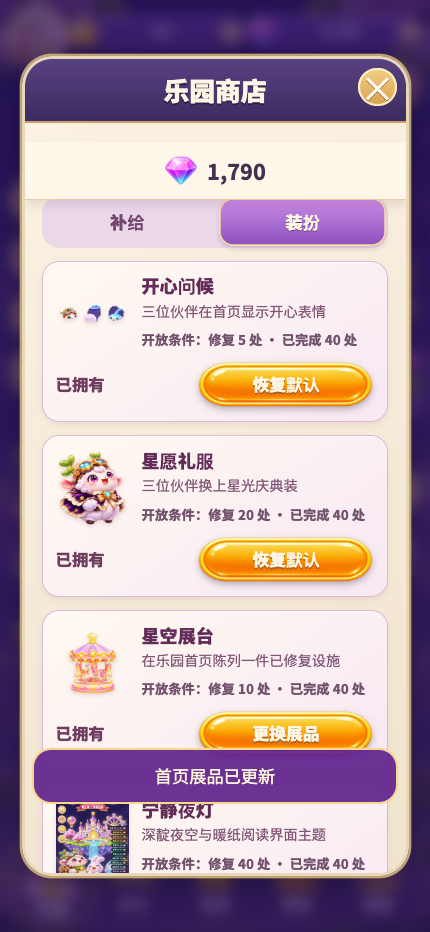 乐园商店
1,790
补给
装扮
开心问候
三位伙伴在首页显示开心表情
开放条件：修复 5 处 · 已完成 40 处
已拥有
恢复默认
星愿礼服
三位伙伴换上星光庆典装
开放条件：修复 20 处 · 已完成 40 处
已拥有
恢复默认
星空展台
在乐园首页陈列一件已修复设施
开放条件：修复 10 处 · 已完成 40 处
已拥有
更换展品
首页展品已更新
宁静夜灯
深靛夜空与暖纸阅读界面主题
开放条件：修复 40 处 · 已完成 40 处